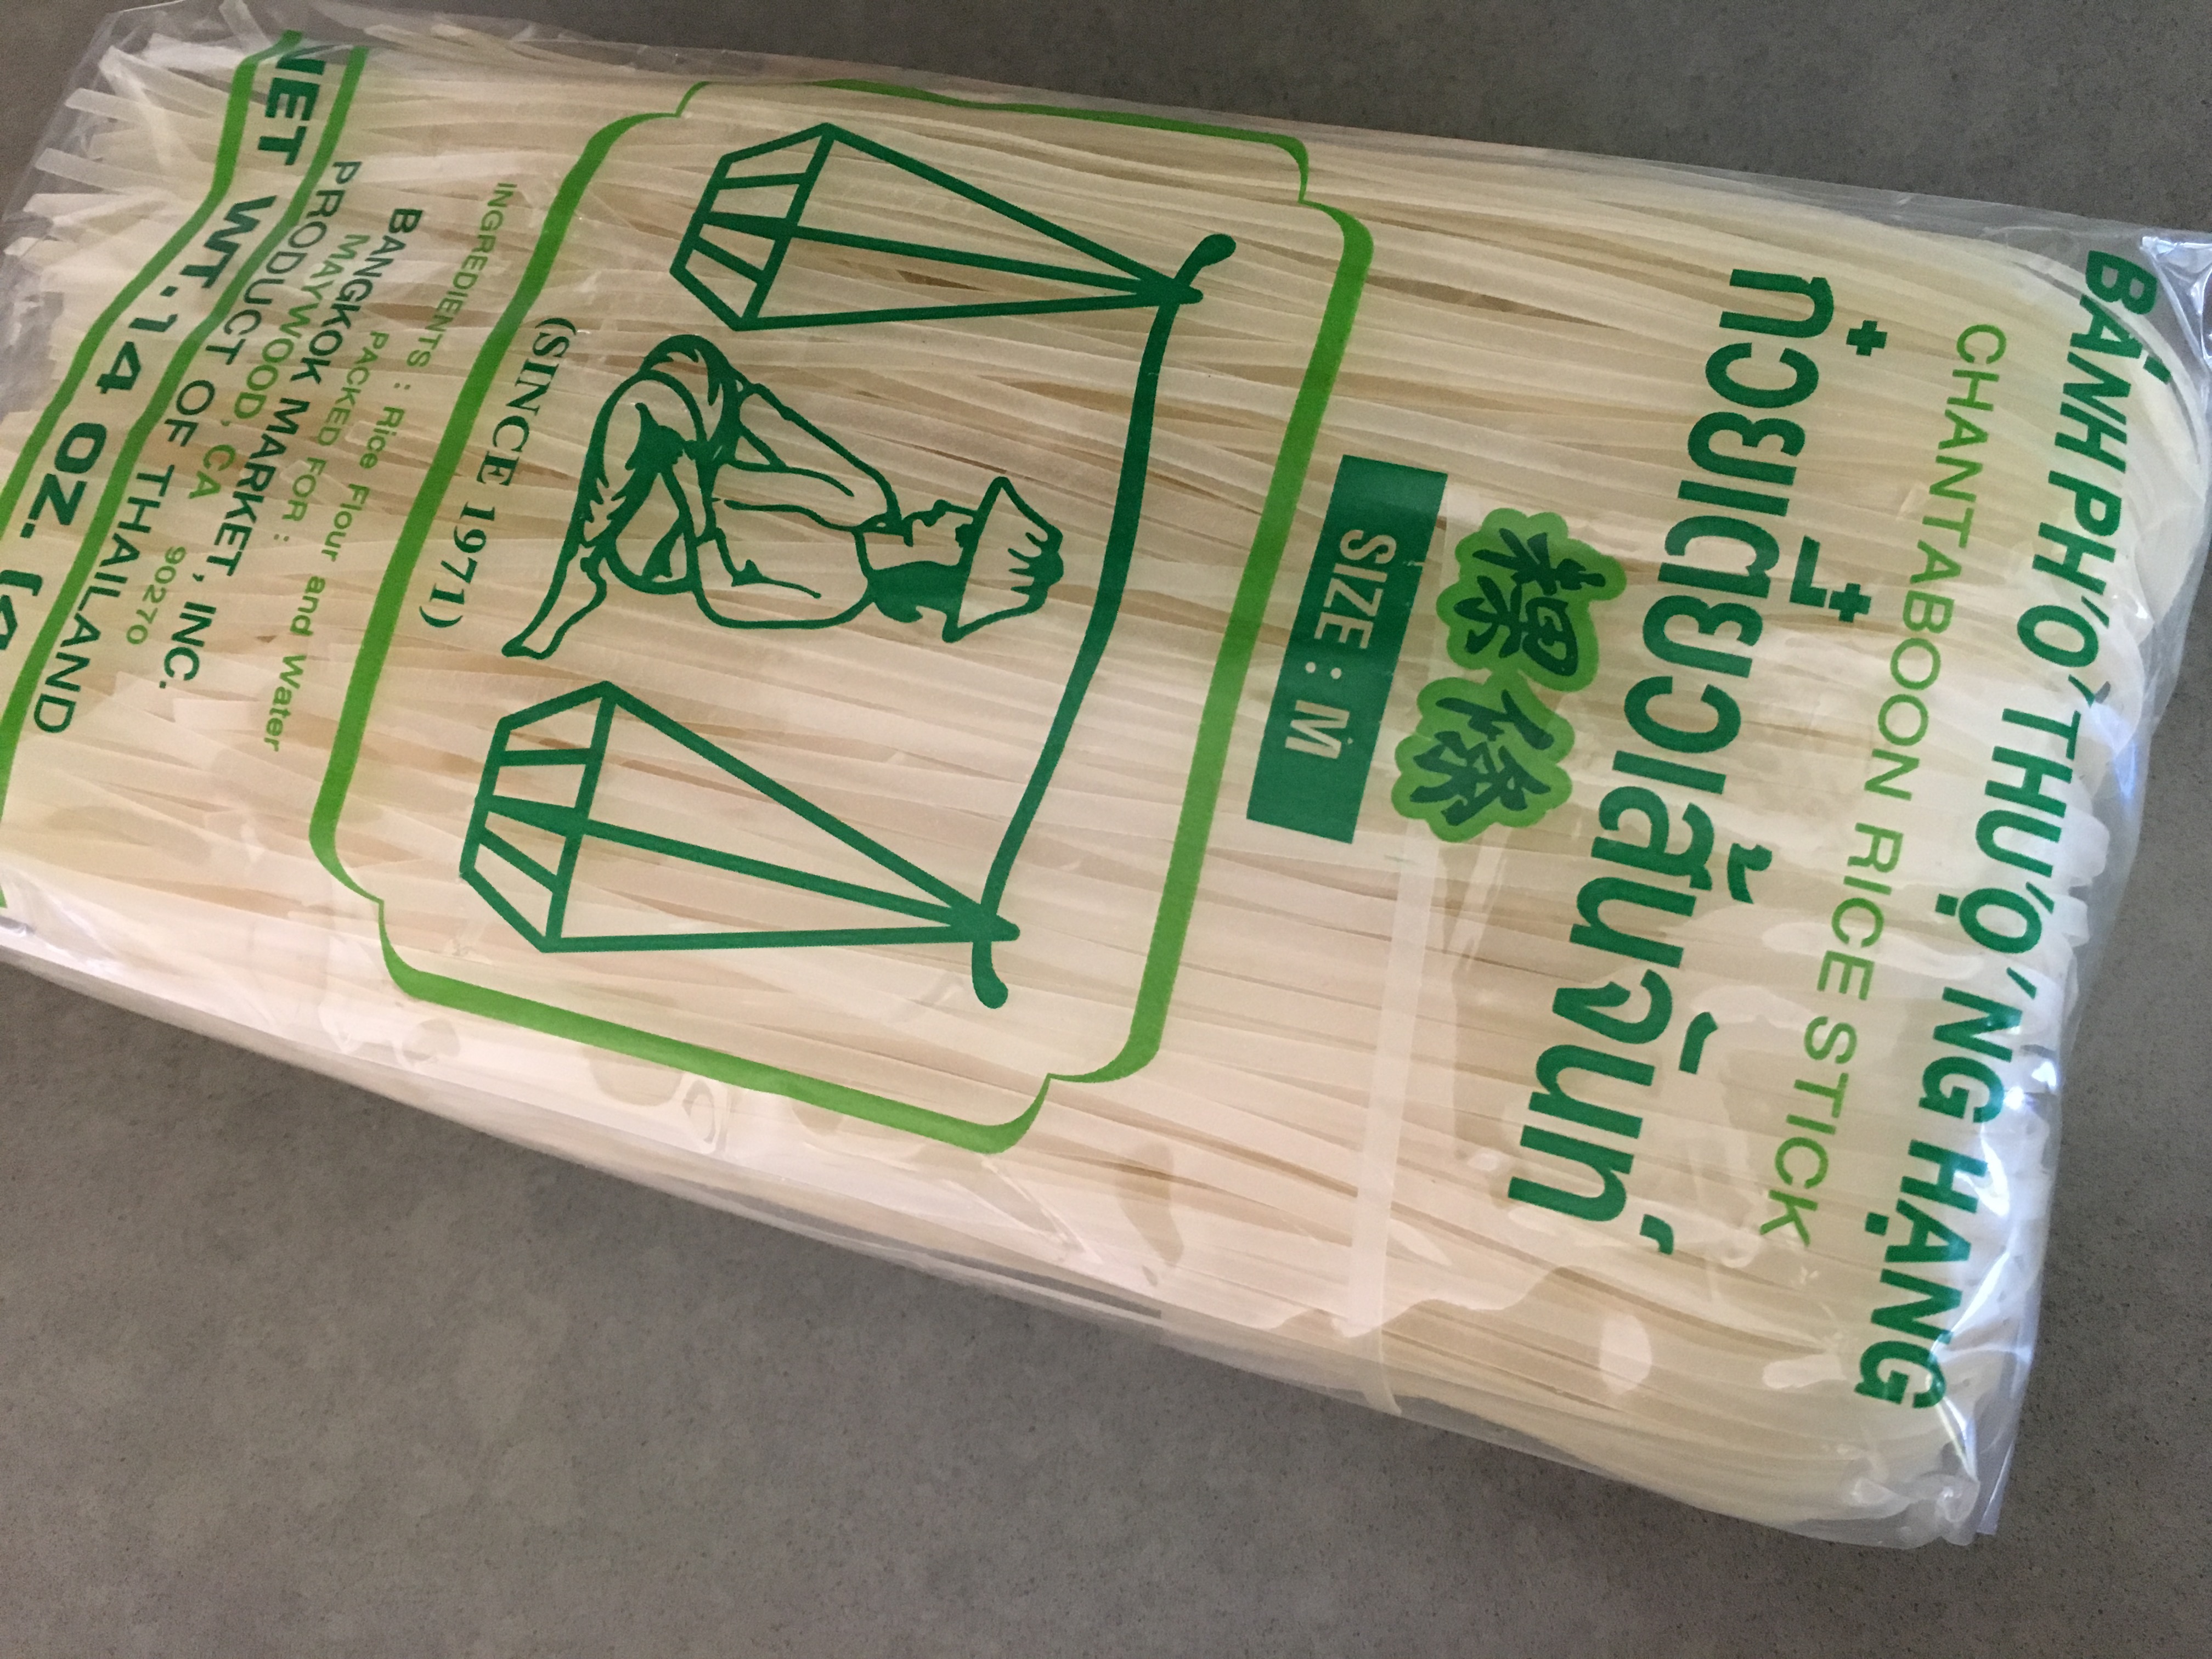 BÁNH PHỞ THƯỢNG HẠNG
CHANTABOON RICE STICK
ก๋วยเตี๋ยวเส้นจันท์
粿條
SIZE : M
(SINCE 1971)
INGREDIENTS : Rice Flour and Water
PACKED FOR :
BANGKOK MARKET, INC.
MAYWOOD, CA 90270
PRODUCT OF THAILAND
NET WT. 14 OZ.